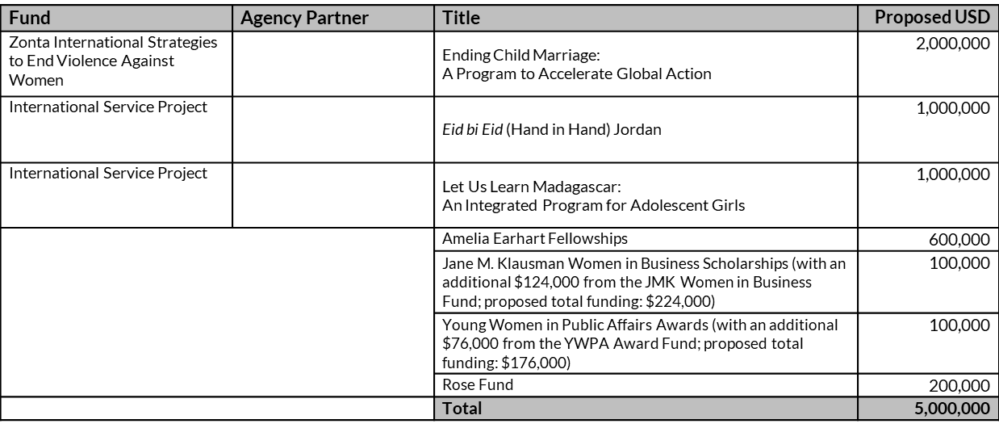 Fund Agency Partner Title Proposed USD
Zonta International Strategies
to End Violence Against
Women
Ending Child Marriage:
A Program to Accelerate Global Action
2,000,000
International Service Project
Eid bi Eid (Hand in Hand) Jordan
1,000,000
International Service Project
Let Us Learn Madagascar:
An Integrated Program for Adolescent Girls
1,000,000
Amelia Earhart Fellowships 600,000
Jane M. Klausman Women in Business Scholarships (with an
additional $124,000 from the JMK Women in Business
Fund; proposed total funding: $224,000)
100,000
Young Women in Public Affairs Awards (with an additional
$76,000 from the YWPA Award Fund; proposed total
funding: $176,000)
100,000
Rose Fund 200,000
Total 5,000,000